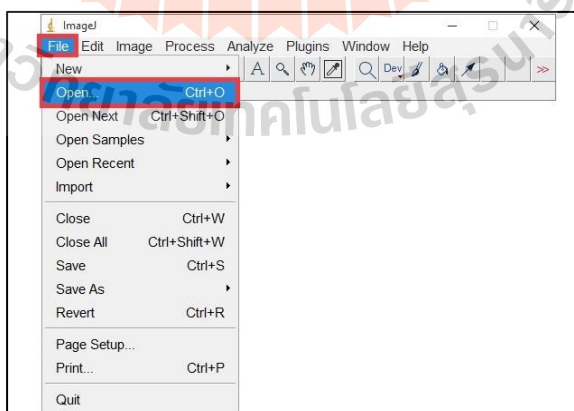 ImageJ
File Edit Image Process Analyze Plugins Window Help
New
A Dev >>
Open... Ctrl+O
Open Next Ctrl+Shift+O
Open Samples
Open Recent
Import
Close Ctrl+W
Close All Ctrl+Shift+W
Save Ctrl+S
Save As
Revert Ctrl+R
Page Setup...
Print... Ctrl+P
Quit